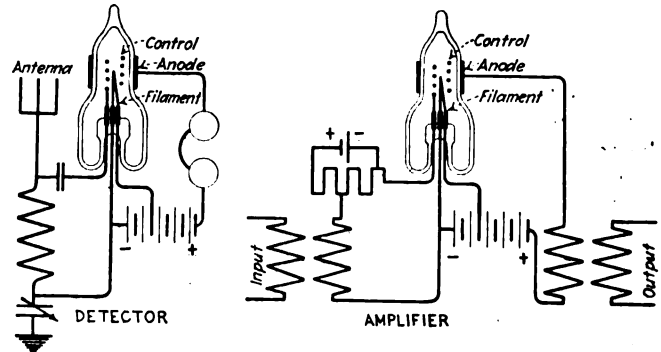 Antenna
Control
Anode
Filament
- +
DETECTOR
Control
Anode
Filament
+ -
- +
Input
Output
AMPLIFIER